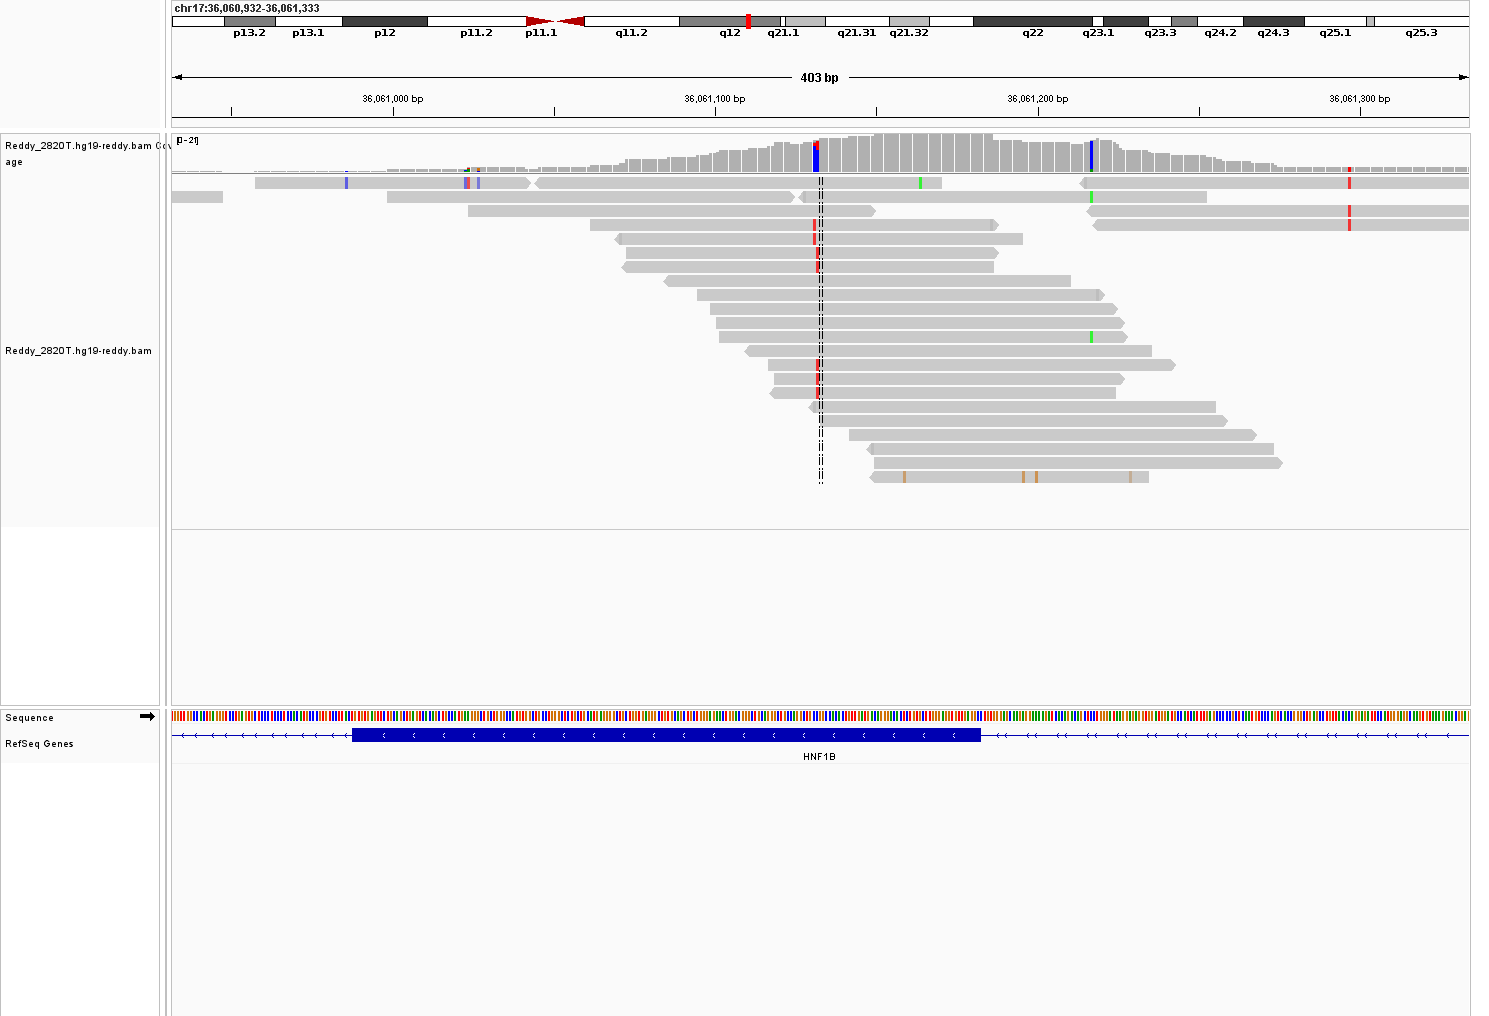 chr17:36,060,932-36,061,333
p13.2 p13.1 p12 p11.2 p11.1 q11.2 q12 q21.1 q21.31 q21.32 q22 q23.1 q23.3 q24.2 q24.3 q25.1 q25.3
403 bp
36,061,000 bp 36,061,100 bp 36,061,200 bp 36,061,300 bp
[0-21]
Reddy_2820T.hg19-reddy.bam Cov
age
Reddy_2820T.hg19-reddy.bam
Sequence
RefSeq Genes
HNF1B